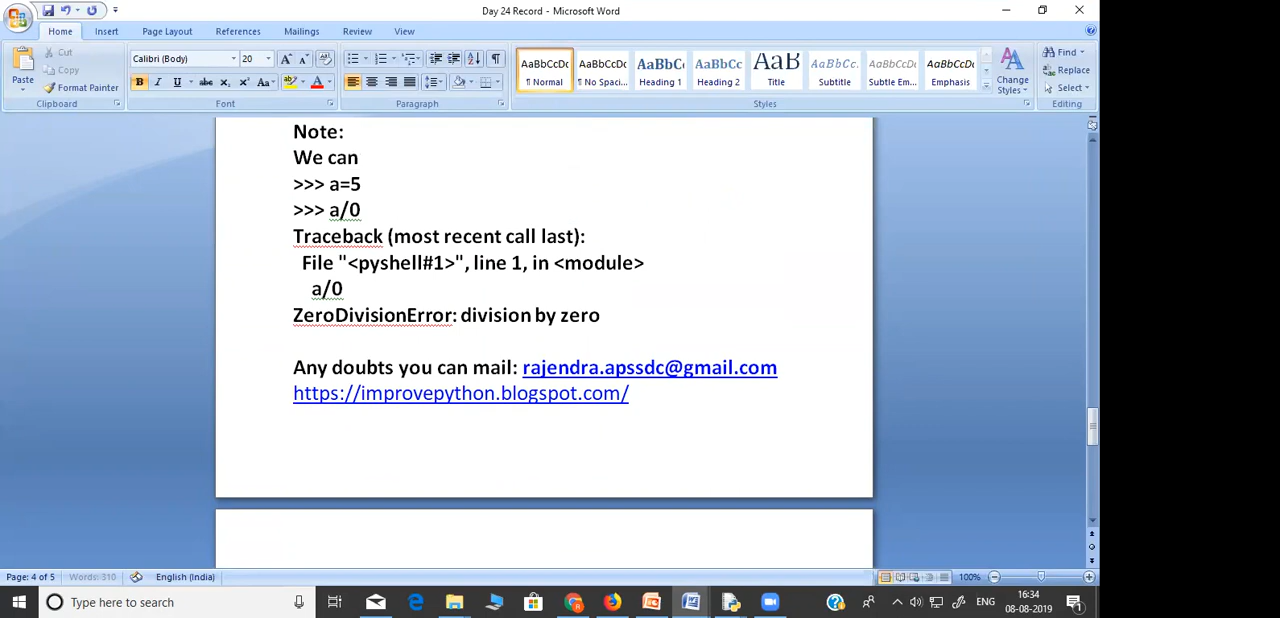 Day 24 Record - Microsoft Word
Home Insert Page Layout References Mailings Review View
Cut
Copy
Paste
Format Painter
Clipboard
Calibri (Body) 20
Font
Paragraph
AaBbCcDc AaBbCcDc AaBbC AaBbCc AaB AaBbCc. AaBbCcDc AaBbCcDc
¶ Normal ¶ No Spaci... Heading 1 Heading 2 Title Subtitle Subtle Em... Emphasis
Change Styles
Styles
Find
Replace
Select
Editing
Note:
We can
>>> a=5
>>> a/0
Traceback (most recent call last):
File "<pyshell#1>", line 1, in <module>
a/0
ZeroDivisionError: division by zero
Any doubts you can mail: rajendra.apssdc@gmail.com
https://improvepython.blogspot.com/
Page: 4 of 5 Words: 310 English (India) 100%
Type here to search
ENG
16:34
08-08-2019